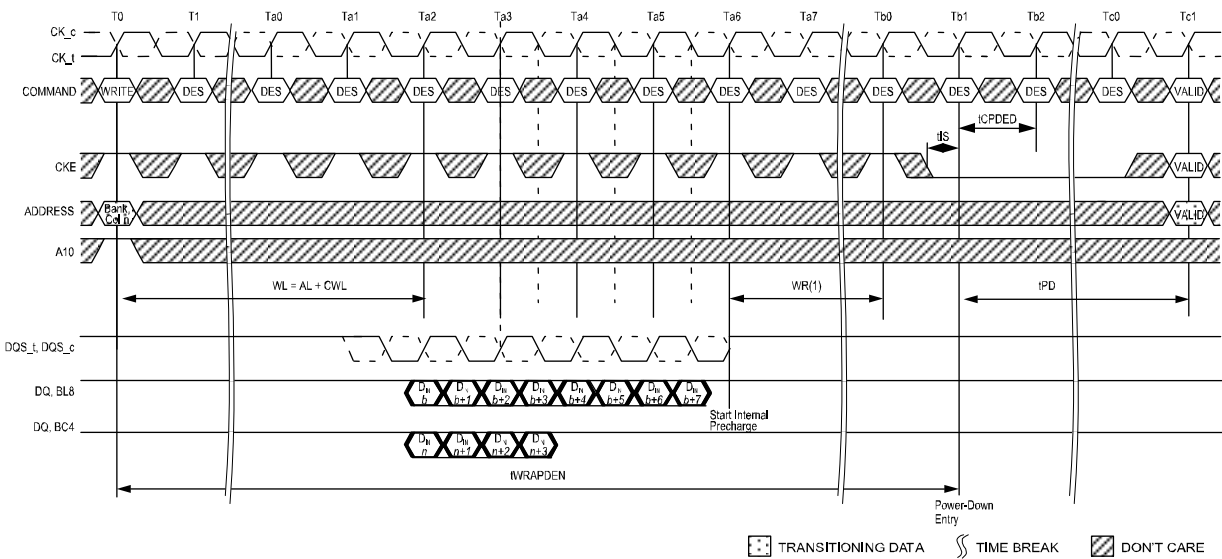 T0 T1 Ta0 Ta1 Ta2 Ta3 Ta4 Ta5 Ta6 Ta7 Tb0 Tb1 Tb2 Tc0 Tc1
CK_c
CK_t
COMMAND WRITE DES DES DES DES DES DES DES DES DES DES DES DES DES VALID
tCPDED
tIS
CKE VALID
ADDRESS Bank, Col n VALID
A10
WL = AL + CWL WR(1) tPD
DQS_t, DQS_c
DQ, BL8 DIN b DIN b+1 DIN b+2 DIN b+3 DIN b+4 DIN b+5 DIN b+6 DIN b+7
Start Internal
Precharge
DQ, BC4 DIN n DIN n+1 DIN n+2 DIN n+3
tWRAPDEN
Power-Down
Entry
TRANSITIONING DATA TIME BREAK DON'T CARE